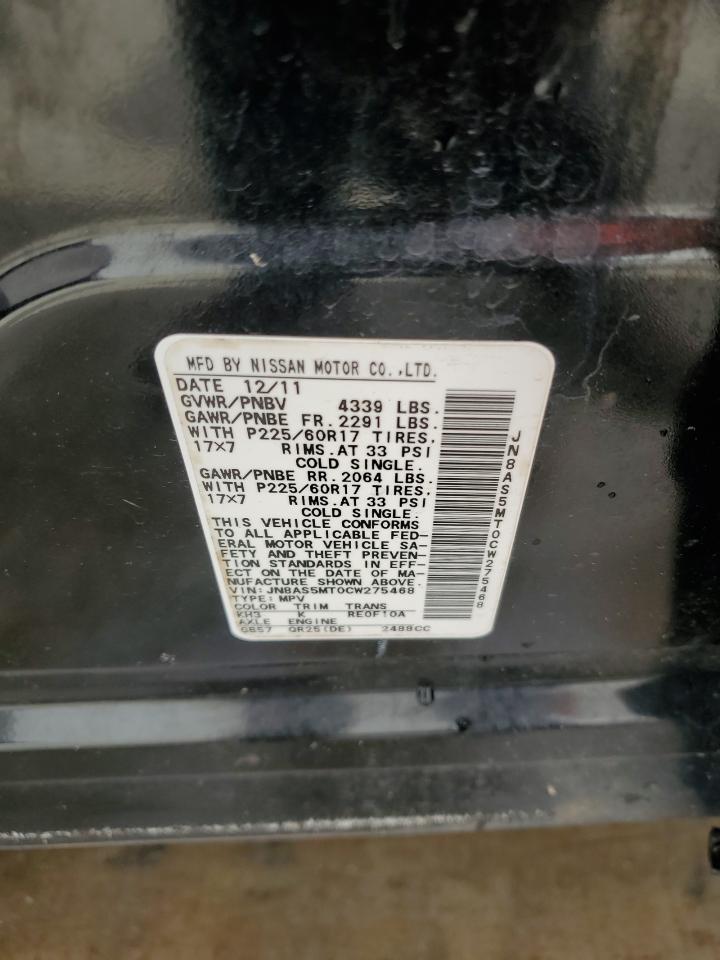 MFD BY NISSAN MOTOR CO.,LTD.
DATE 12/11
GVWR/PNBV 4339 LBS.
GAWR/PNBE FR. 2291 LBS.
WITH P225/60R17 TIRES,
17×7 RIMS.AT 33 PSI
COLD SINGLE.
GAWR/PNBE RR. 2064 LBS.
WITH P225/60R17 TIRES,
17×7 RIMS.AT 33 PSI
COLD SINGLE.
THIS VEHICLE CONFORMS
TO ALL APPLICABLE FED-
ERAL MOTOR VEHICLE SA-
FETY AND THEFT PREVEN-
TION STANDARDS IN EFF-
ECT ON THE DATE OF MA-
NUFACTURE SHOWN ABOVE.
VIN: JN8AS5MT0CW275468
TYPE: MPV
COLOR TRIM TRANS
KH3 K RE0F10A
AXLE ENGINE
GB57 QR25(DE) 2488CC
JN8AS5MT0CW275468